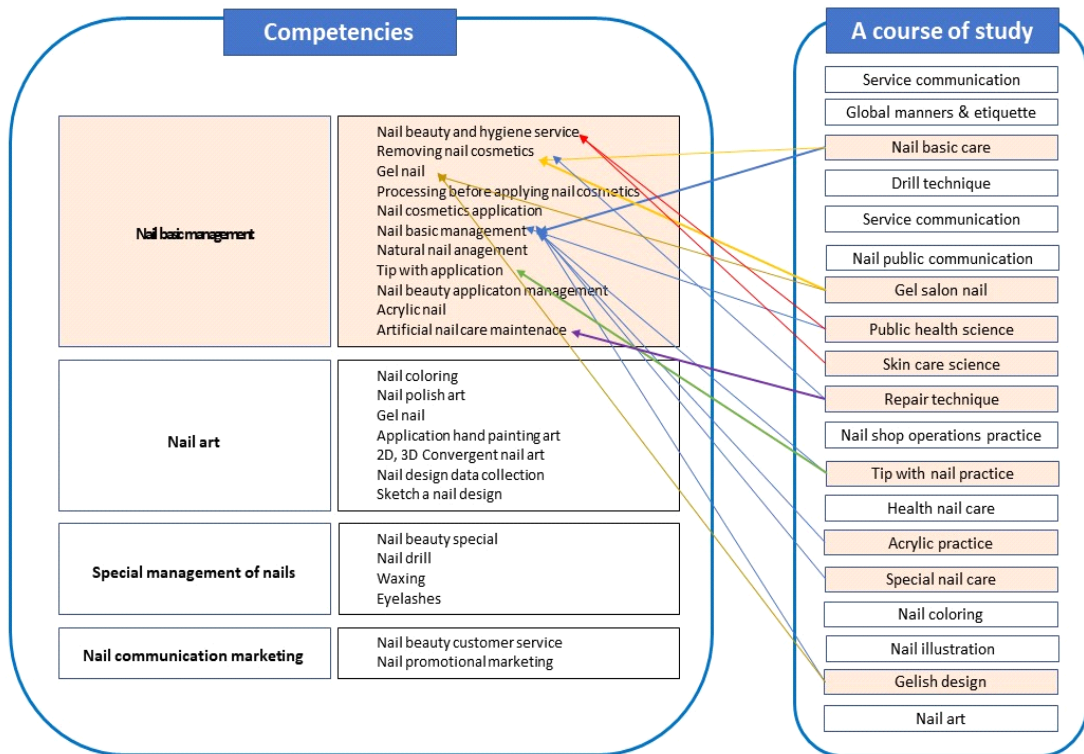 Competencies
Nail basic management
Nail beauty and hygiene service
Removing nail cosmetics
Gel nail
Processing before applying nail cosmetics
Nail cosmetics application
Nail basic management
Natural nail anagement
Tip with application
Nail beauty applicaton management
Acrylic nail
Artificial nail care maintenace
Nail art
Nail coloring
Nail polish art
Gel nail
Application hand painting art
2D, 3D Convergent nail art
Nail design data collection
Sketch a nail design
Special management of nails
Nail beauty special
Nail drill
Waxing
Eyelashes
Nail communication marketing
Nail beauty customer service
Nail promotional marketing
A course of study
Service communication
Global manners & etiquette
Nail basic care
Drill technique
Service communication
Nail public communication
Gel salon nail
Public health science
Skin care science
Repair technique
Nail shop operations practice
Tip with nail practice
Health nail care
Acrylic practice
Special nail care
Nail coloring
Nail illustration
Gelish design
Nail art